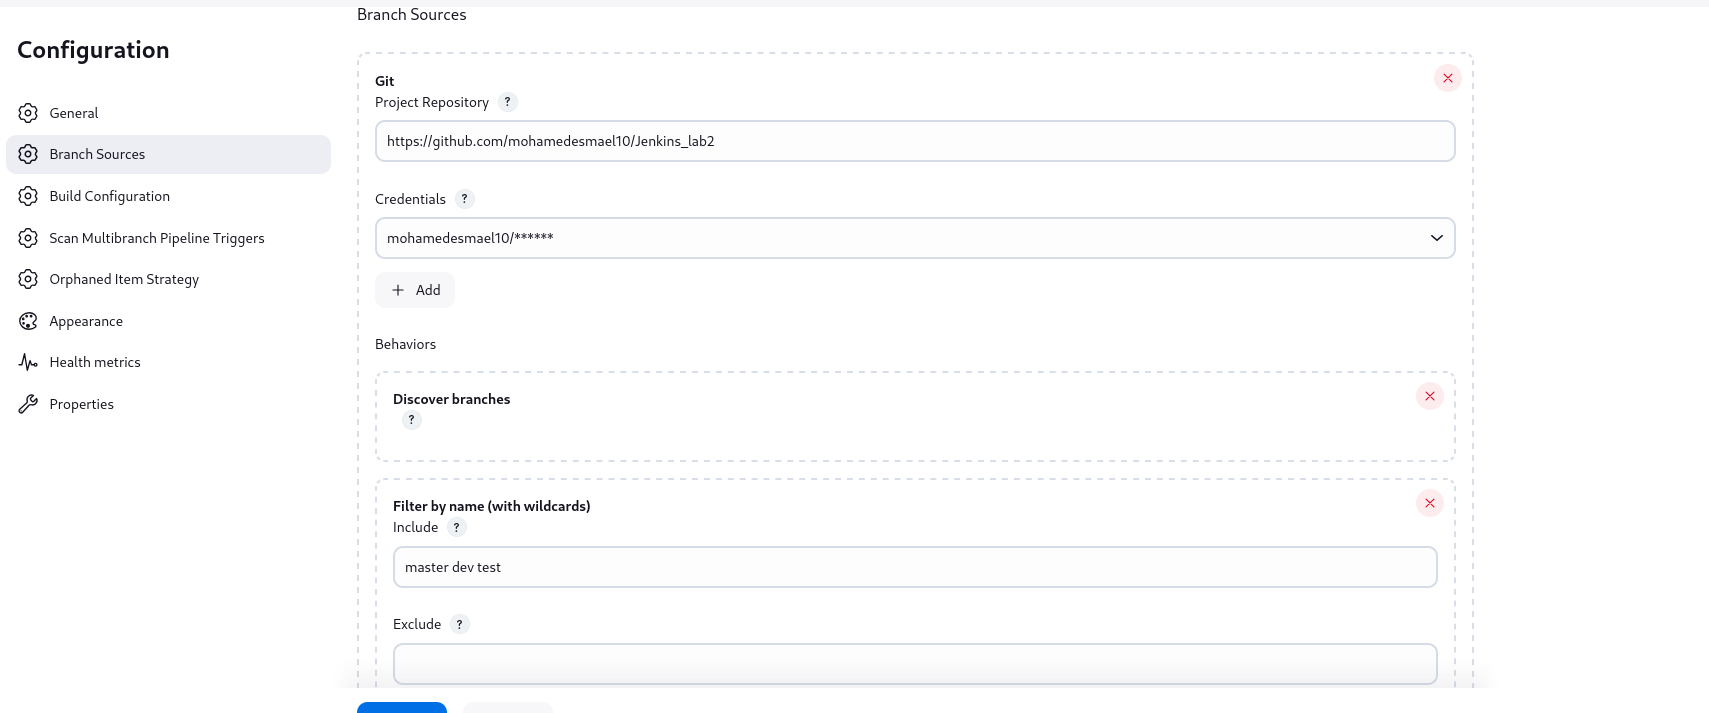 Branch Sources
Configuration
General
Branch Sources
Build Configuration
Scan Multibranch Pipeline Triggers
Orphaned Item Strategy
Appearance
Health metrics
Properties
Git
Project Repository ?
https://github.com/mohamedesmael10/Jenkins_lab2
Credentials ?
mohamedesmael10/******
+ Add
Behaviors
Discover branches
?
Filter by name (with wildcards)
Include ?
master dev test
Exclude ?